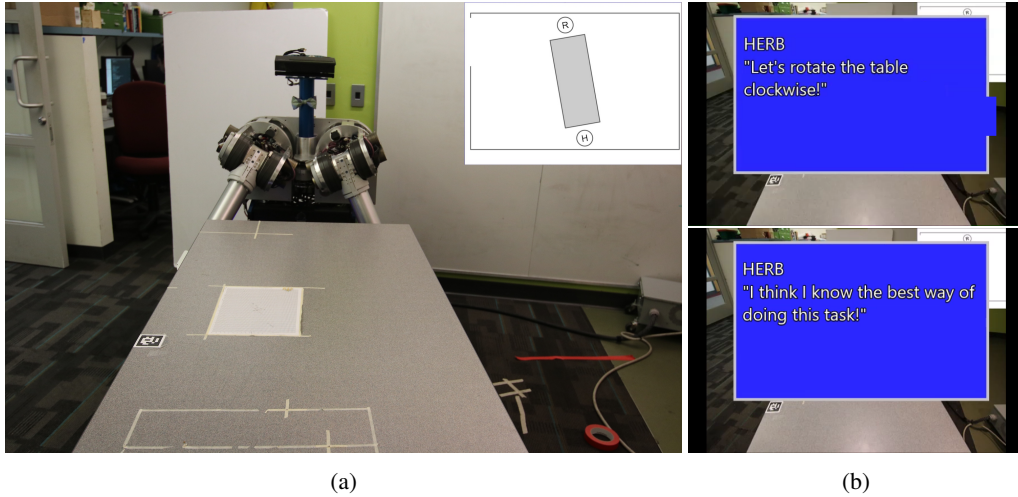 R
H
HERB
"Let's rotate the table
clockwise!"
R
HERB
"I think I know the best way of
doing this task!"
(a)
(b)